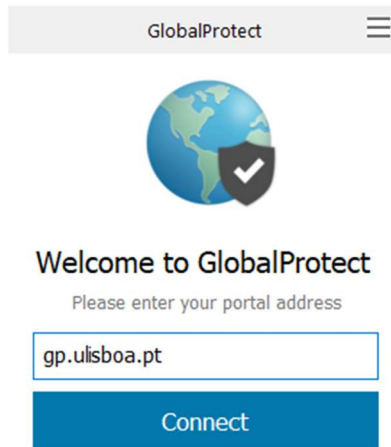 GlobalProtect
Welcome to GlobalProtect
Please enter your portal address
gp.ulisboa.pt
Connect